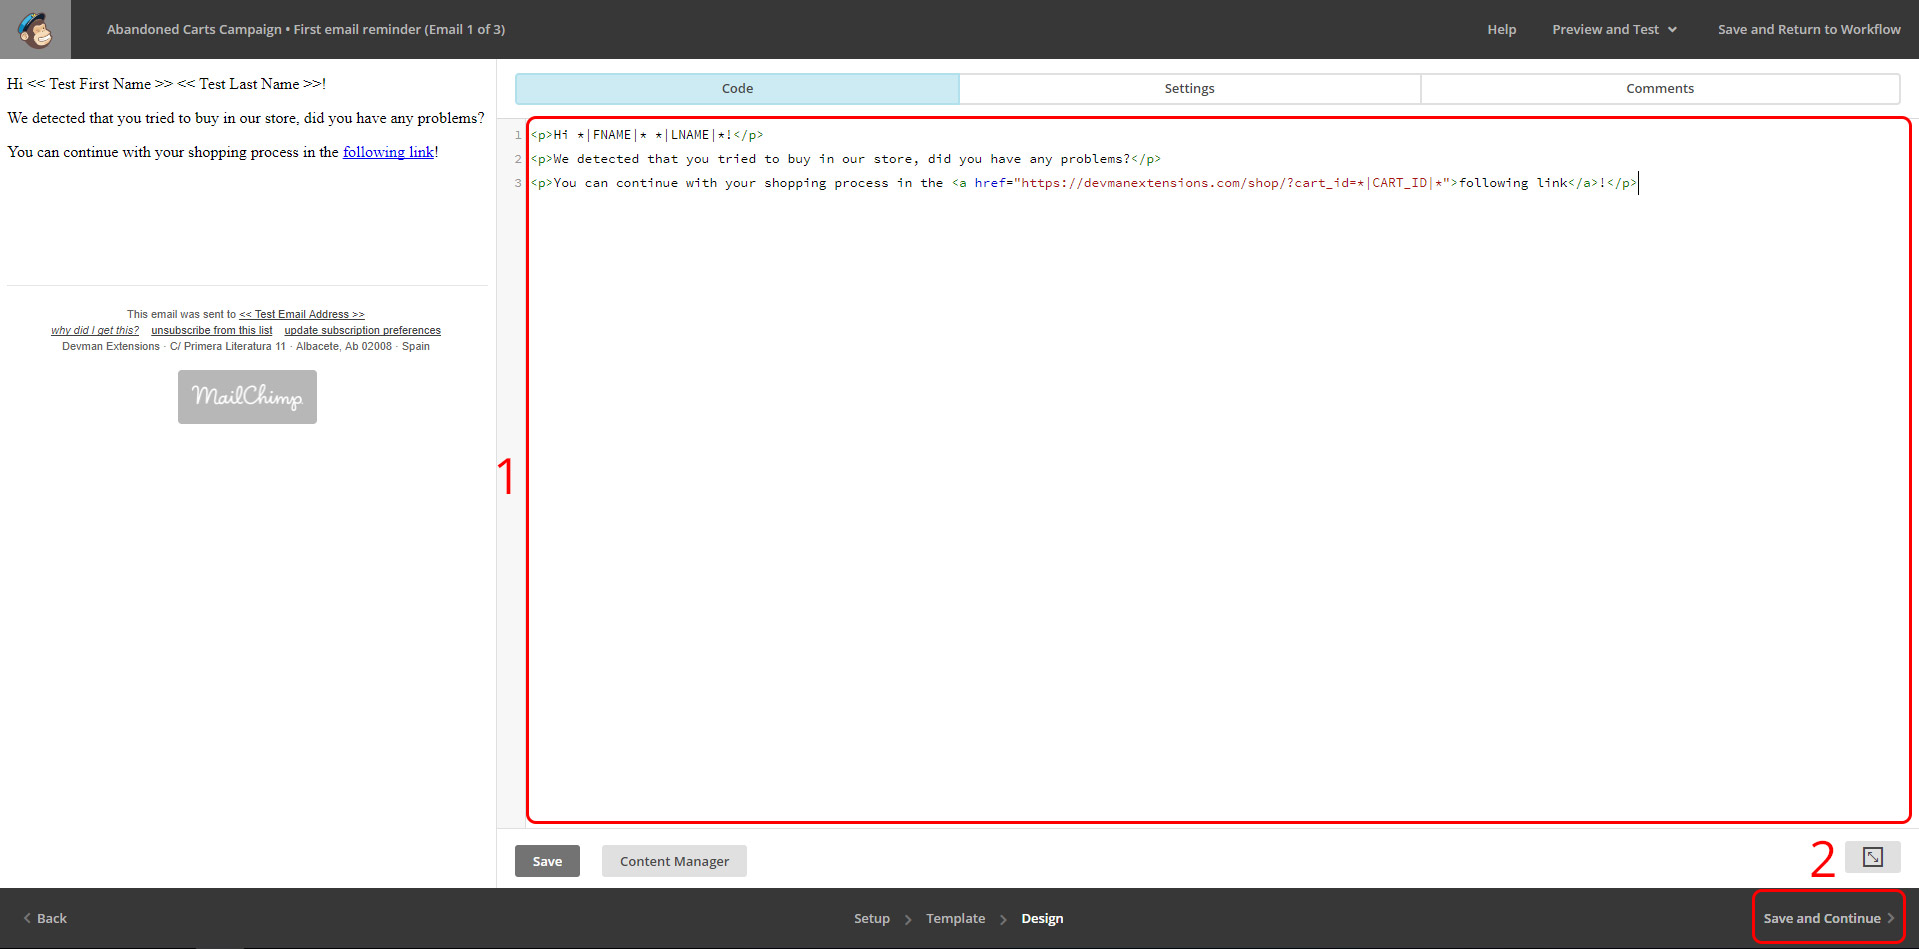 Abandoned Carts Campaign • First email reminder (Email 1 of 3)
Help
Preview and Test
Save and Return to Workflow
Hi << Test First Name >> << Test Last Name >>!
We detected that you tried to buy in our store, did you have any problems?
You can continue with your shopping process in the following link!
This email was sent to << Test Email Address >>
why did I get this? unsubscribe from this list update subscription preferences
Devman Extensions · C/ Primera Literatura 11 · Albacete, Ab 02008 · Spain
MailChimp
Code
Settings
Comments
1 <p>Hi *|FNAME|* *|LNAME|*!</p>
2 <p>We detected that you tried to buy in our store, did you have any problems?</p>
3 <p>You can continue with your shopping process in the <a href="https://devmanextensions.com/shop/?cart_id=*|CART_ID|*">following link</a>!</p>
1
Save
Content Manager
2
Back
Setup > Template > Design
Save and Continue